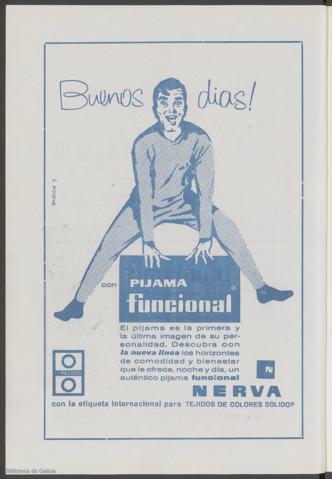 Buenos dias!
Indice 3
con PIJAMA
funcional
El pijama es la primera y
la última imagen de su per-
sonalidad. Descubra con
la nueva línea los horizontes
de comodidad y bienestar
que le ofrece, noche y día, un
auténtico pijama funcional
N
NERVA
con la etiqueta Internacional para TEJIDOS DE COLORES SOLIDOS
Biblioteca de Galicia